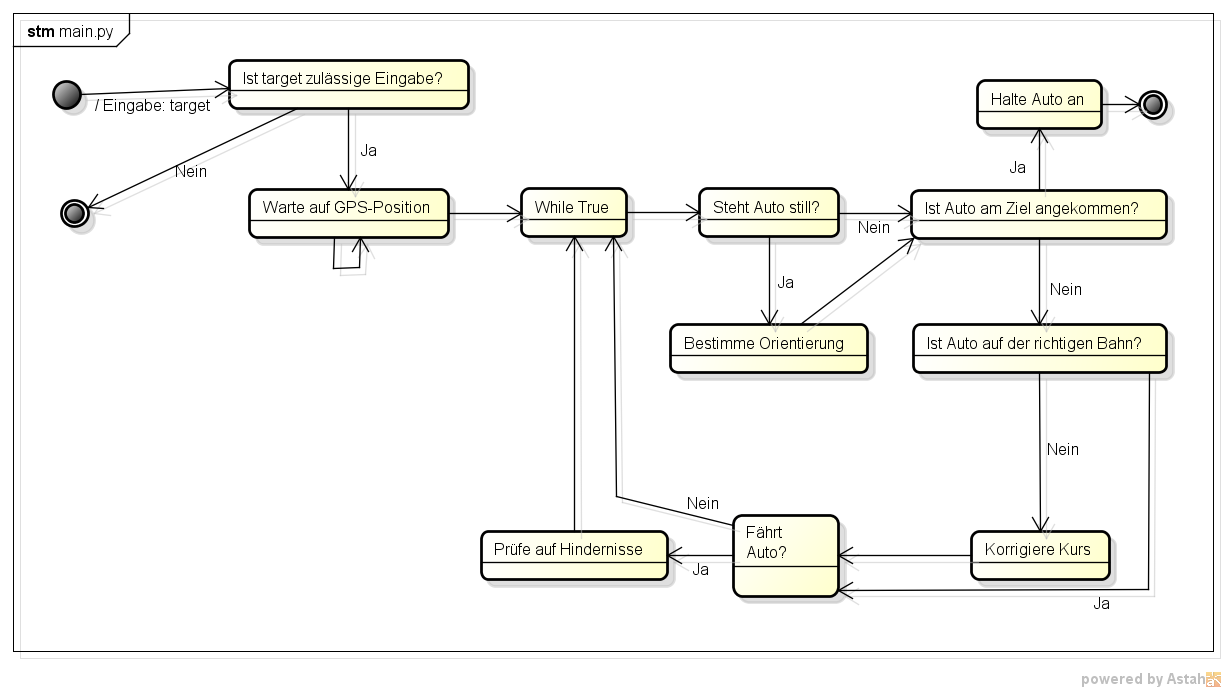 stm main.py
Ist target zulässige Eingabe?
/ Eingabe: target
Halte Auto an
Ja
Ja
Nein
Warte auf GPS-Position
While True
Steht Auto still?
Ist Auto am Ziel angekommen?
Nein
Ja
Nein
Bestimme Orientierung
Ist Auto auf der richtigen Bahn?
Nein
Nein
Fährt
Auto?
Prüfe auf Hindernisse
Korrigiere Kurs
Ja
Ja
powered by Astah